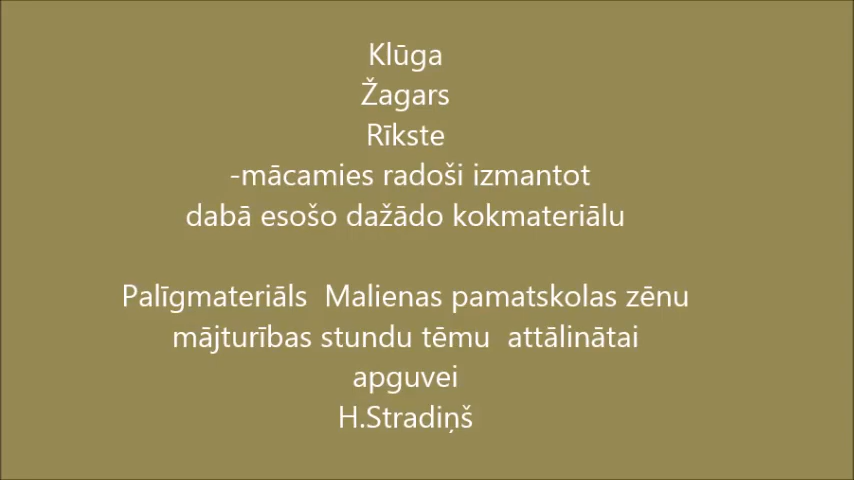 Klūga
Žagars
Rīkste
-mācamies radoši izmantot
dabā esošo dažādo kokmateriālu
Palīgmateriāls  Malienas pamatskolas zēnu
mājturības stundu tēmu  attālinātai
apguvei
H.Stradiņš